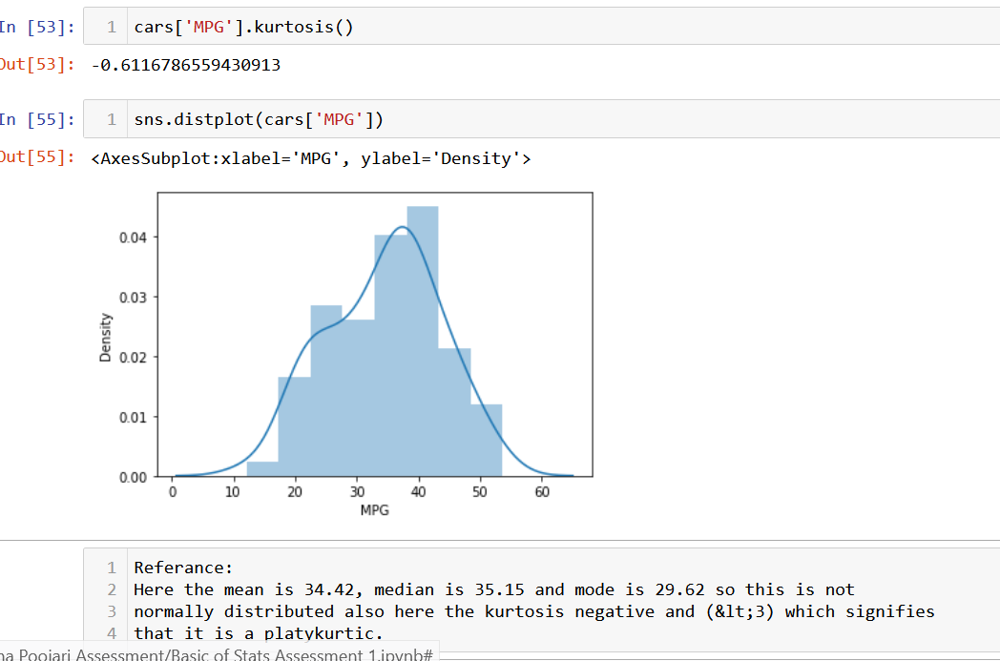 In [53]: 1 cars['MPG'].kurtosis()
Out[53]: -0.6116786559430913
In [55]: 1 sns.distplot(cars['MPG'])
Out[55]: <AxesSubplot:xlabel='MPG', ylabel='Density'>
0.04
0.03
Density
0.02
0.01
0.00
0 10 20 30 40 50 60
MPG
1 Referance:
2 Here the mean is 34.42, median is 35.15 and mode is 29.62 so this is not
3 normally distributed also here the kurtosis negative and (&lt;3) which signifies
4 that it is a platykurtic.
na Poojari Assessment/Basic of Stats Assessment 1.ipynb#